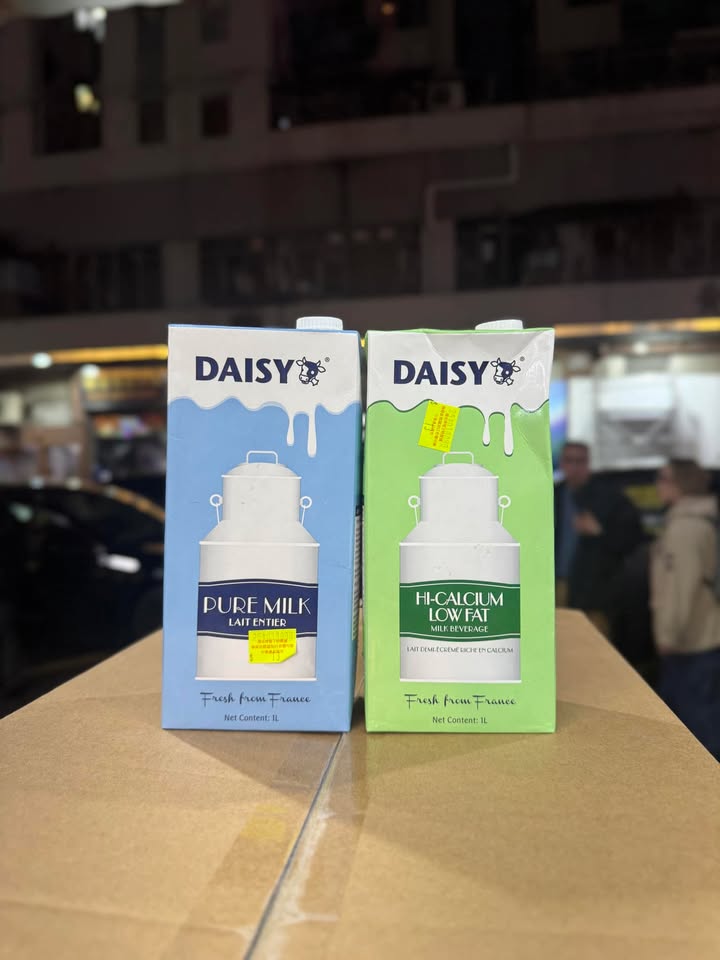 DAISY®
PURE MILK
LAIT ENTIER
Fresh from France
Net Content: 1L
DAISY®
HI-CALCIUM
LOW FAT
MILK BEVERAGE
LAIT DEMI-ÉCRÉMÉ RICHE EN CALCIUM
Fresh from France
Net Content: 1L